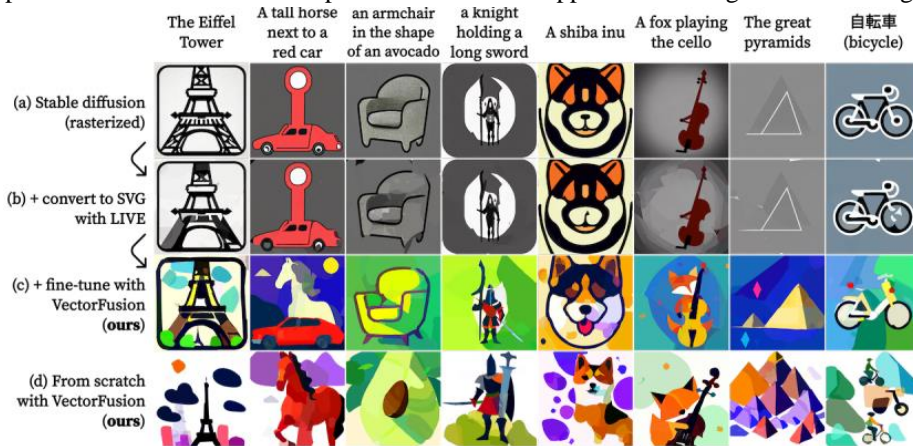 The Eiffel
Tower
A tall horse
next to a
red car
an armchair
in the shape
of an avocado
a knight
holding a
long sword
A shiba inu
A fox playing
the cello
The great
pyramids
自転車
(bicycle)
(a) Stable diffusion
(rasterized)
(b) + convert to SVG
with LIVE
(c) + fine-tune with
VectorFusion
(ours)
(d) From scratch
with VectorFusion
(ours)